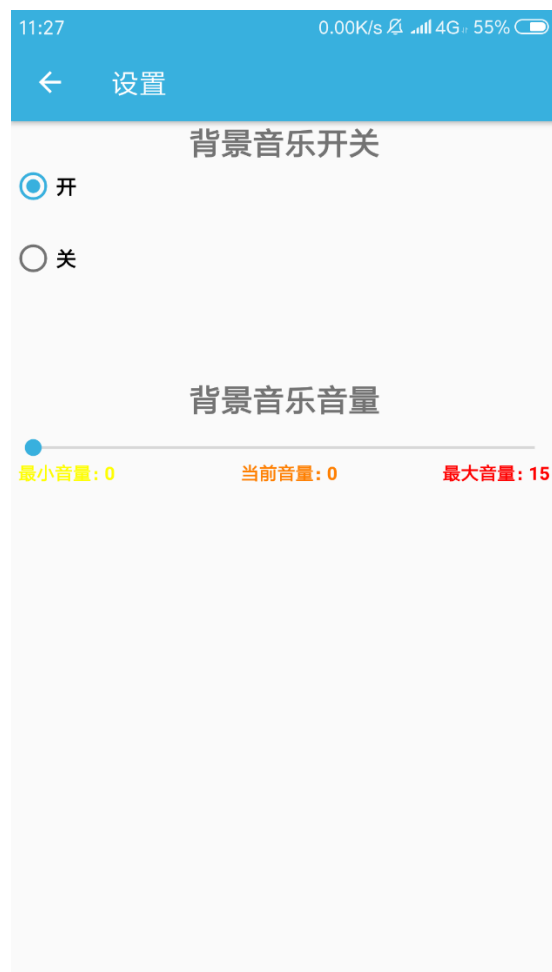 11:27 0.00K/s 4G 55%
设置
背景音乐开关
开
关
背景音乐音量
最小音量: 0 当前音量: 0 最大音量: 15